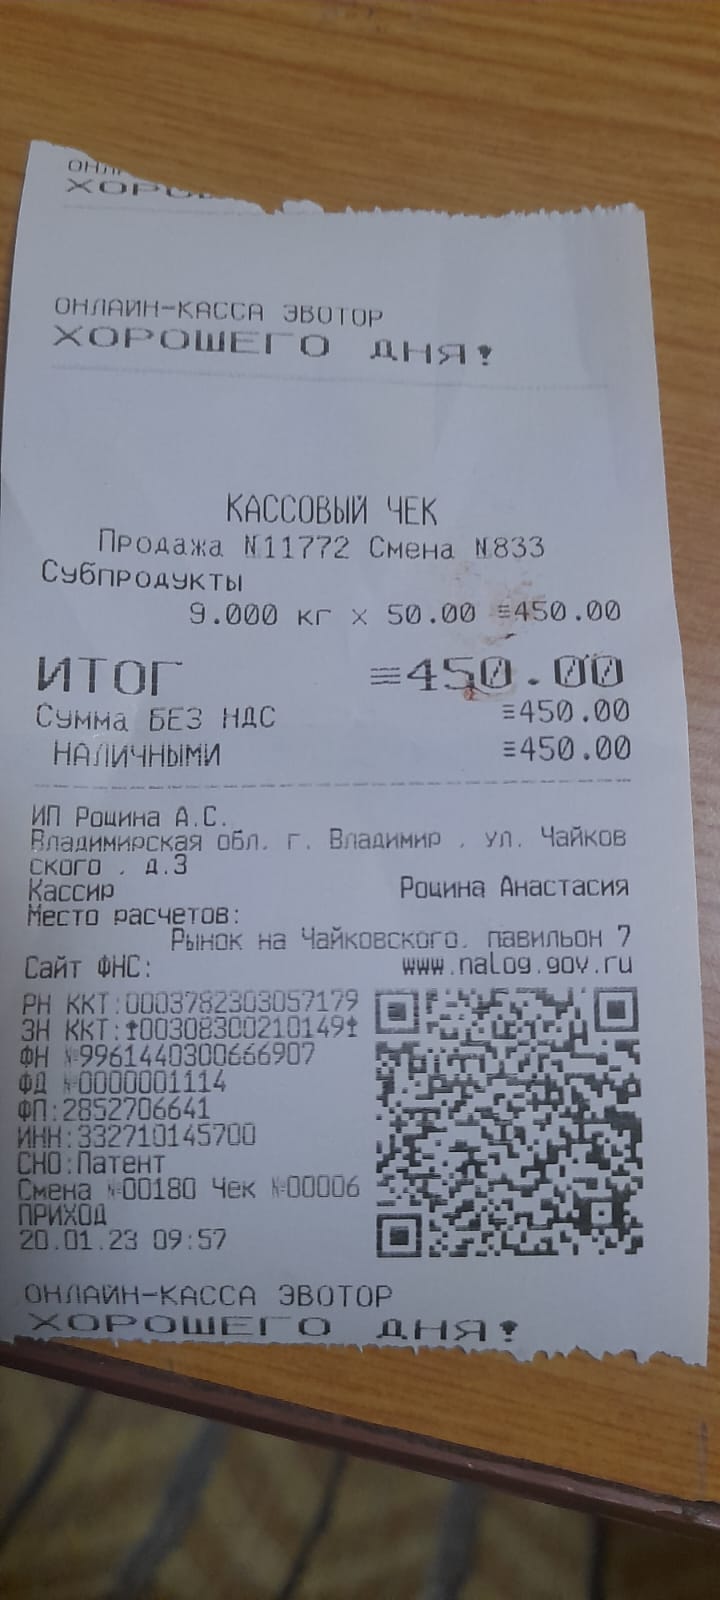 ОНЛАЙН-КАССА ЭВОТОР
ХОРОШЕГО ДНЯ!
КАССОВЫЙ ЧЕК
Продажа №11772 Смена №833
Субпродукты
9.000 кг х 50.00 ≡450.00
ИТОГ ≡450.00
Сумма БЕЗ НДС ≡450.00
НАЛИЧНЫМИ ≡450.00
ИП Рощина А.С.
Владимирская обл. г. Владимир , ул. Чайков
ского , д.3
Кассир Рощина Анастасия
Место расчетов:
Рынок на Чайковского, павильон 7
Сайт ФНС: www.nalog.gov.ru
РН ККТ:0003782303057179
ЗН ККТ:↑00308300210149↑
ФН №9961440300666907
ФД №0000001114
ФП:2852706641
ИНН:332710145700
СНО:Патент
Смена №00180 Чек №00006
ПРИХОД
20.01.23 09:57
ОНЛАЙН-КАССА ЭВОТОР
ХОРОШЕГО ДНЯ!